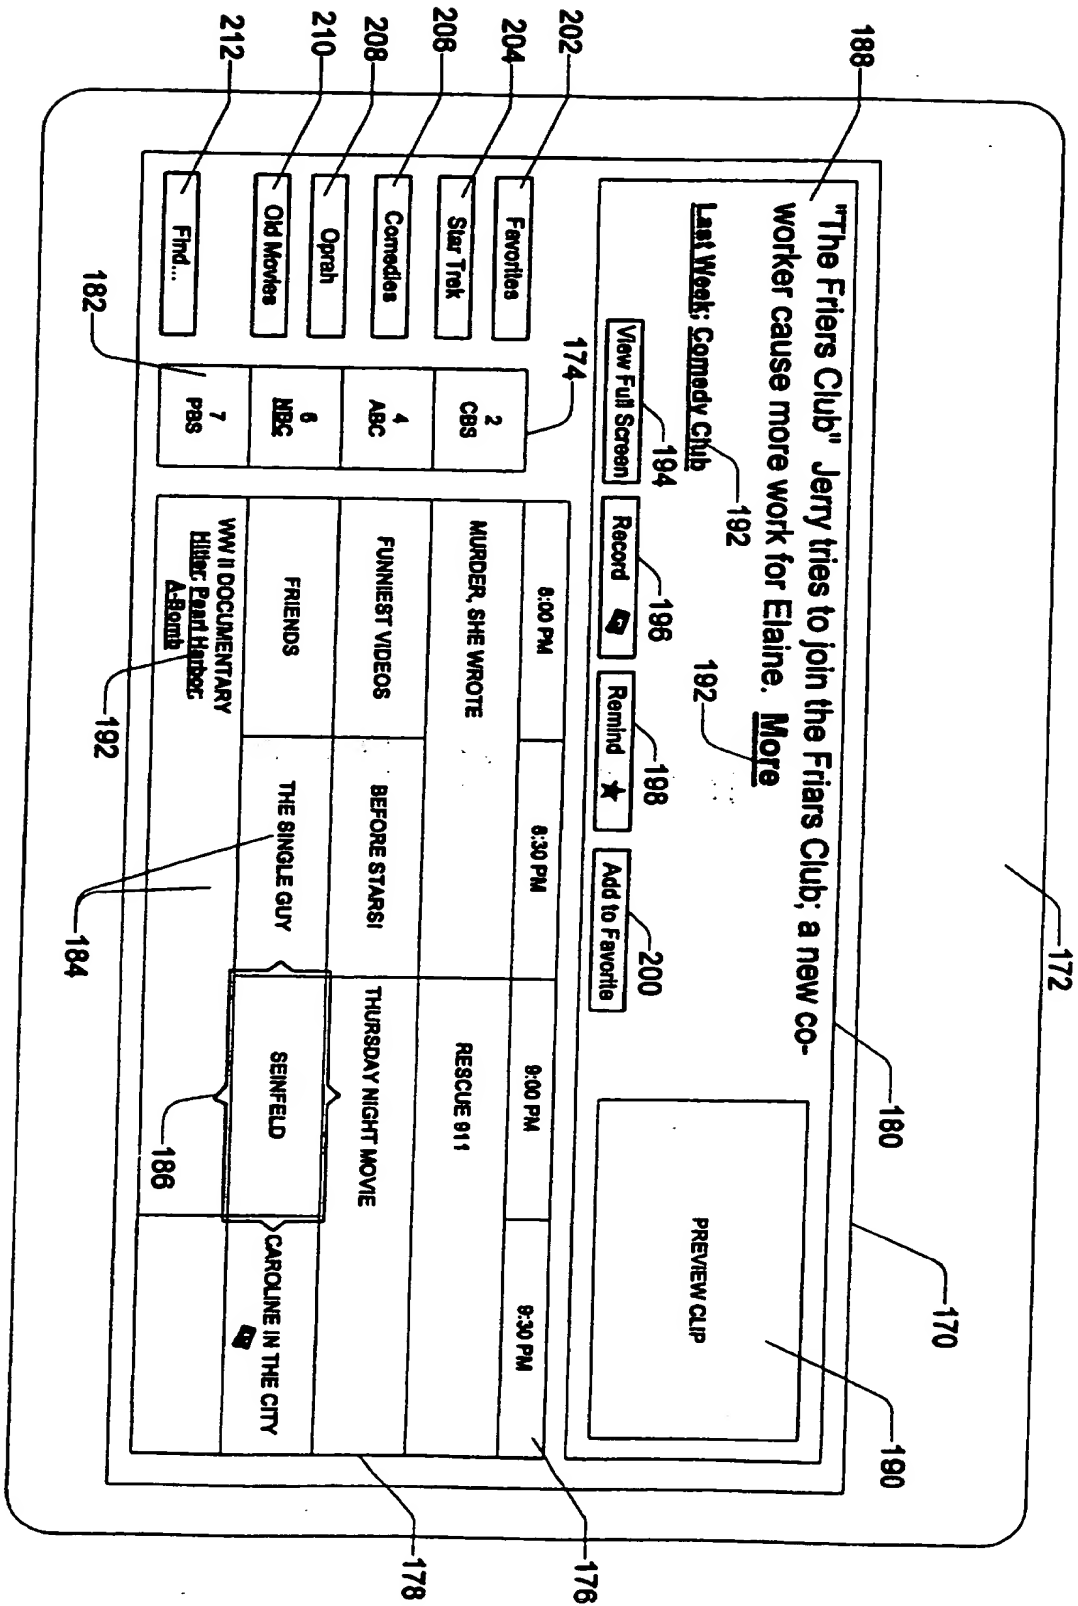 172
180
170
190
188
"The Friers Club" Jerry tries to join the Friars Club; a new co-
worker cause more work for Elaine. More
192
Last Week; Comedy Club
192
PREVIEW CLIP
194
196
198
200
View Full Screen
Record
Remind
Add to Favorite
202
204
206
208
210
212
Favorites
Star Trek
Comedies
Oprah
Old Movies
Find...
174
176
178
8:00 PM
8:30 PM
9:00 PM
9:30 PM
2
CBS
MURDER, SHE WROTE
RESCUE 911
4
ABC
FUNNIEST VIDEOS
BEFORE STARS!
THURSDAY NIGHT MOVIE
6
NBC
FRIENDS
THE SINGLE GUY
SEINFELD
CAROLINE IN THE CITY
7
PBS
WW II DOCUMENTARY
Hitler; Pearl Harbor;
A-Bomb
182
192
184
186